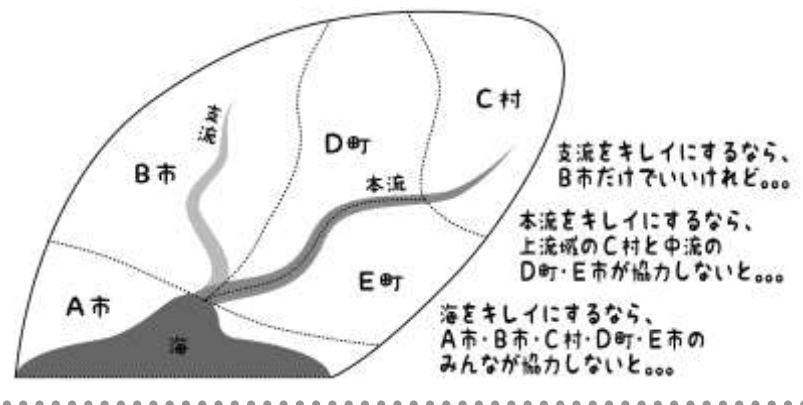 C村
支流
D町
B市
本流
E町
A市
海
支流をキレイにするなら、
B市だけでいいけれど。。。
本流をキレイにするなら、
上流域のC村と中流の
D町・E市が協力しないと。。。
海をキレイにするなら、
A市・B市・C村・D町・E市の
みんなが協力しないと。。。